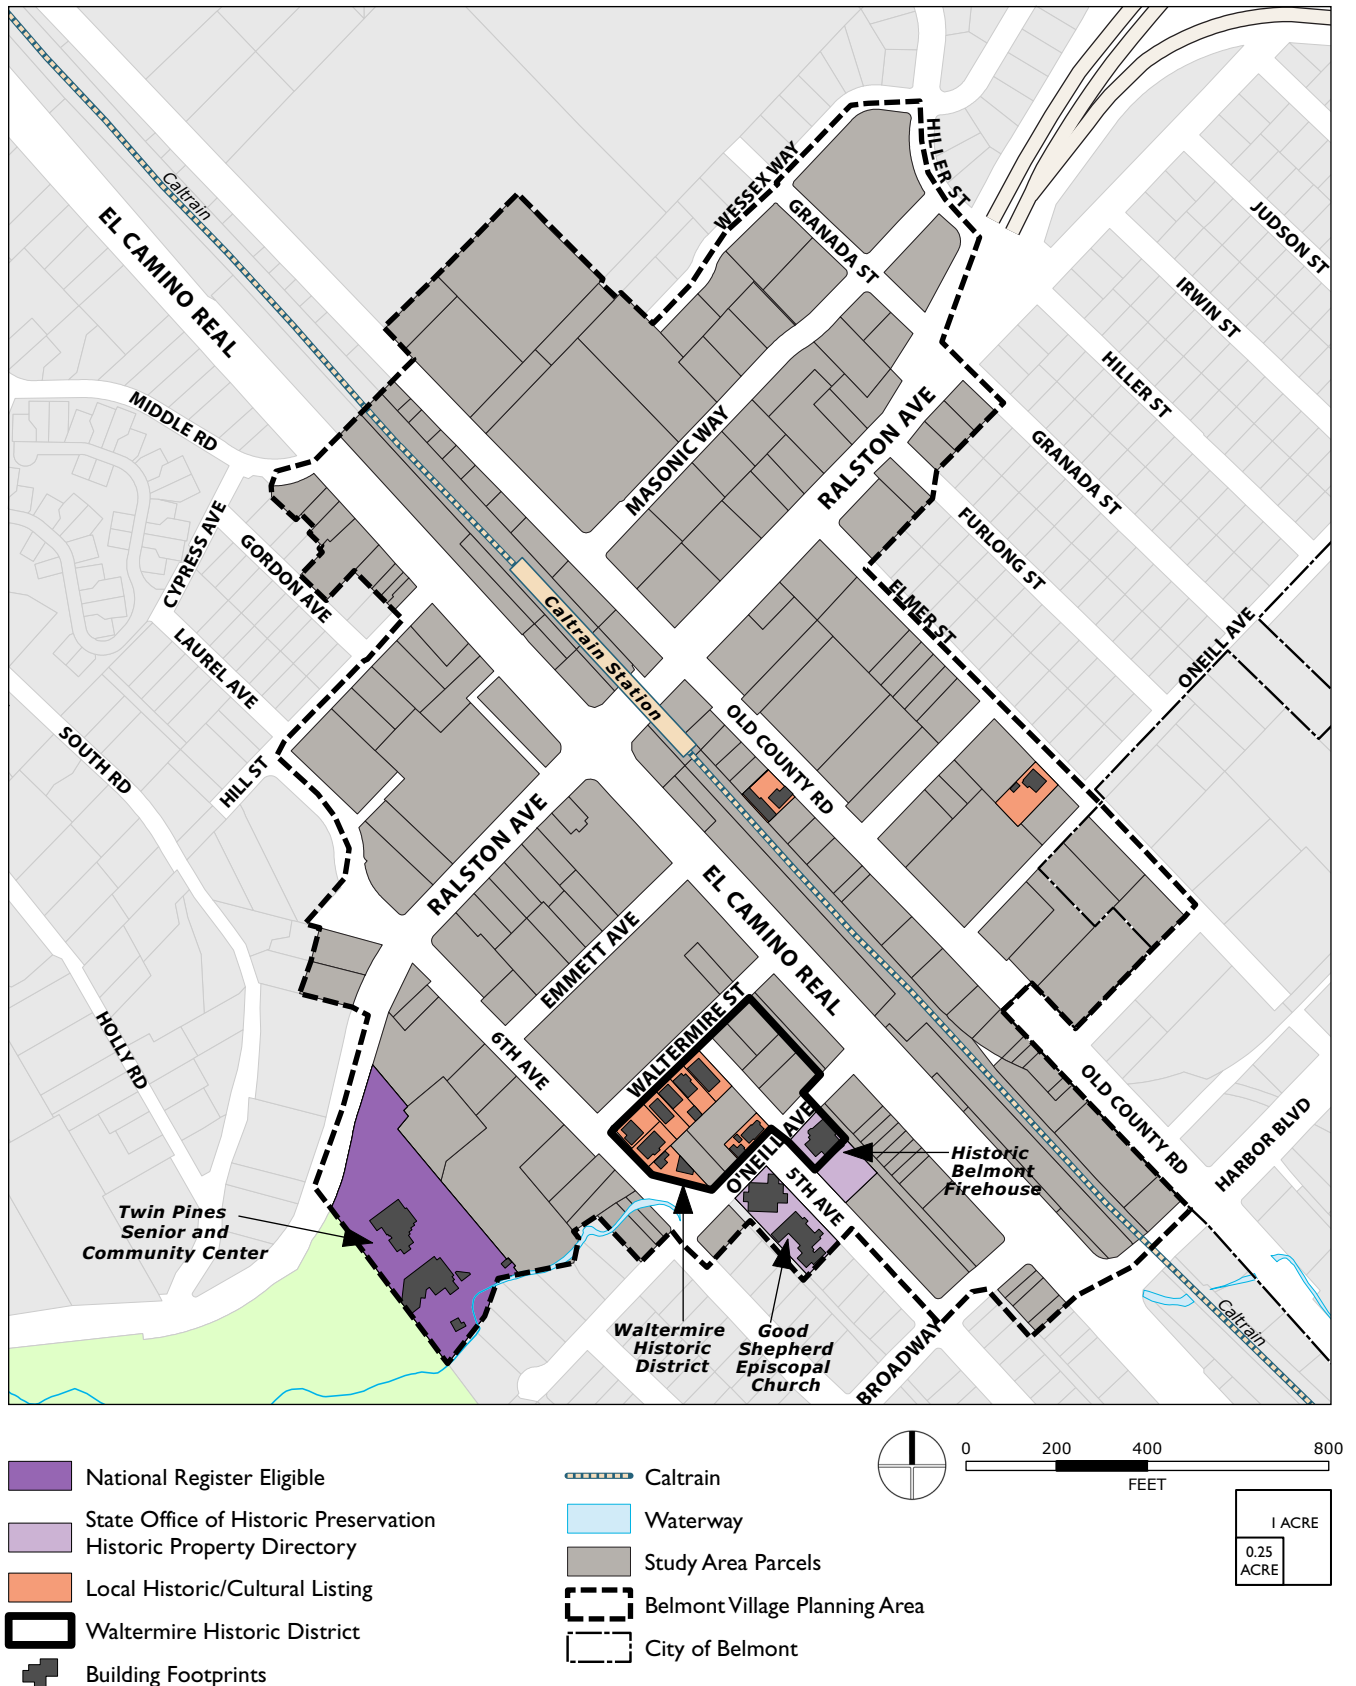 HILLER ST
WESSEX WAY
GRANADA ST
JUDSON ST
Caltrain
EL CAMINO REAL
IRWIN ST
HILLER ST
MIDDLE RD
MASONIC WAY
RALSTON AVE
GRANADA ST
CYPRESS AVE
GORDON AVE
FURLONG ST
ELMER ST
Caltrain Station
LAUREL AVE
ONEILL AVE
SOUTH RD
HILL ST
OLD COUNTY RD
RALSTON AVE
EL CAMINO REAL
EMMETT AVE
WALTERMIRE ST
6TH AVE
HOLLY RD
OLD COUNTY RD
HARBOR BLVD
O'NEILL AVE
5TH AVE
Historic
Belmont
Firehouse
Twin Pines
Senior and
Community Center
Waltermire
Historic
District
Good
Shepherd
Episcopal
Church
BROADWAY
Caltrain
National Register Eligible
State Office of Historic Preservation
Historic Property Directory
Local Historic/Cultural Listing
Waltermire Historic District
Building Footprints
Caltrain
Waterway
Study Area Parcels
Belmont Village Planning Area
City of Belmont
0 200 400 800
FEET
1 ACRE
0.25
ACRE